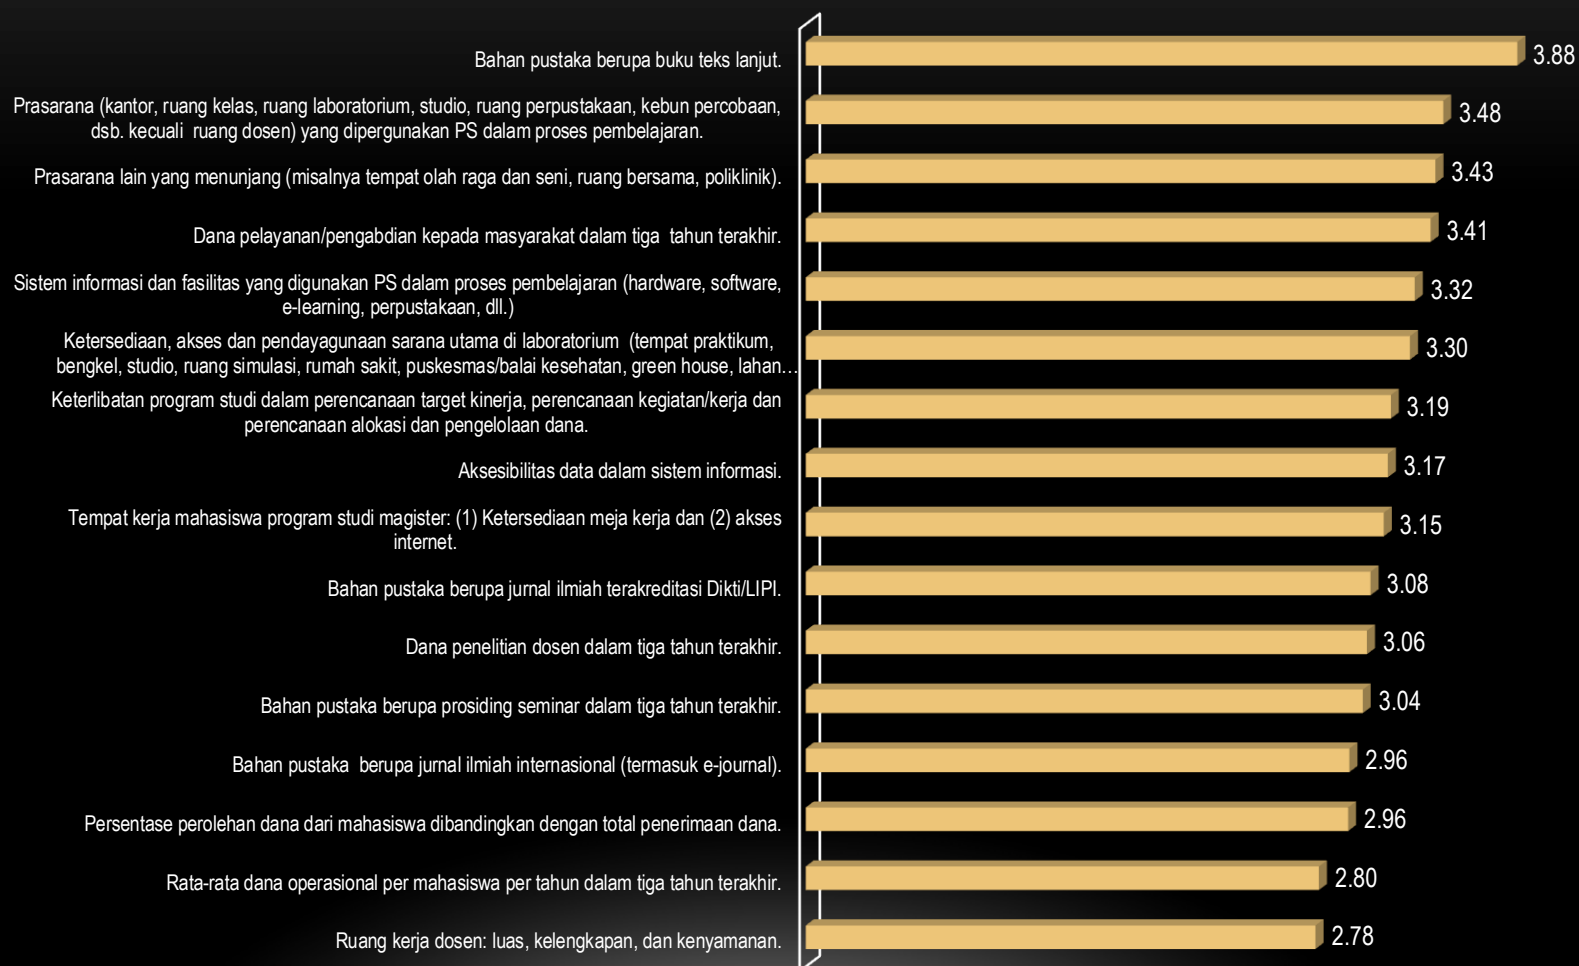 Bahan pustaka berupa buku teks lanjut.
3.88
Prasarana (kantor, ruang kelas, ruang laboratorium, studio, ruang perpustakaan, kebun percobaan,
dsb. kecuali ruang dosen) yang dipergunakan PS dalam proses pembelajaran.
3.48
Prasarana lain yang menunjang (misalnya tempat olah raga dan seni, ruang bersama, poliklinik).
3.43
Dana pelayanan/pengabdian kepada masyarakat dalam tiga tahun terakhir.
3.41
Sistem informasi dan fasilitas yang digunakan PS dalam proses pembelajaran (hardware, software,
e-learning, perpustakaan, dll.)
3.32
Ketersediaan, akses dan pendayagunaan sarana utama di laboratorium (tempat praktikum,
bengkel, studio, ruang simulasi, rumah sakit, puskesmas/balai kesehatan, green house, lahan…
3.30
Keterlibatan program studi dalam perencanaan target kinerja, perencanaan kegiatan/kerja dan
perencanaan alokasi dan pengelolaan dana.
3.19
Aksesibilitas data dalam sistem informasi.
3.17
Tempat kerja mahasiswa program studi magister: (1) Ketersediaan meja kerja dan (2) akses
internet.
3.15
Bahan pustaka berupa jurnal ilmiah terakreditasi Dikti/LIPI.
3.08
Dana penelitian dosen dalam tiga tahun terakhir.
3.06
Bahan pustaka berupa prosiding seminar dalam tiga tahun terakhir.
3.04
Bahan pustaka berupa jurnal ilmiah internasional (termasuk e-journal).
2.96
Persentase perolehan dana dari mahasiswa dibandingkan dengan total penerimaan dana.
2.96
Rata-rata dana operasional per mahasiswa per tahun dalam tiga tahun terakhir.
2.80
Ruang kerja dosen: luas, kelengkapan, dan kenyamanan.
2.78